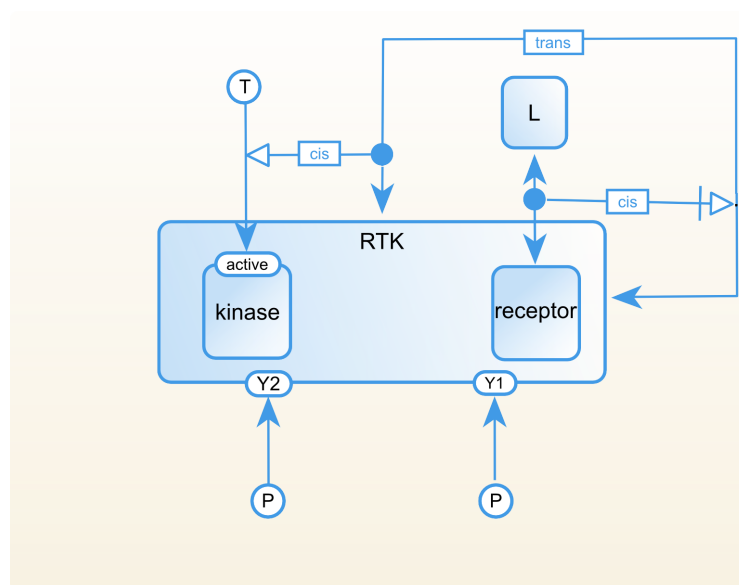 trans
T
L
cis
cis
RTK
active
kinase
receptor
Y2
Y1
P
P